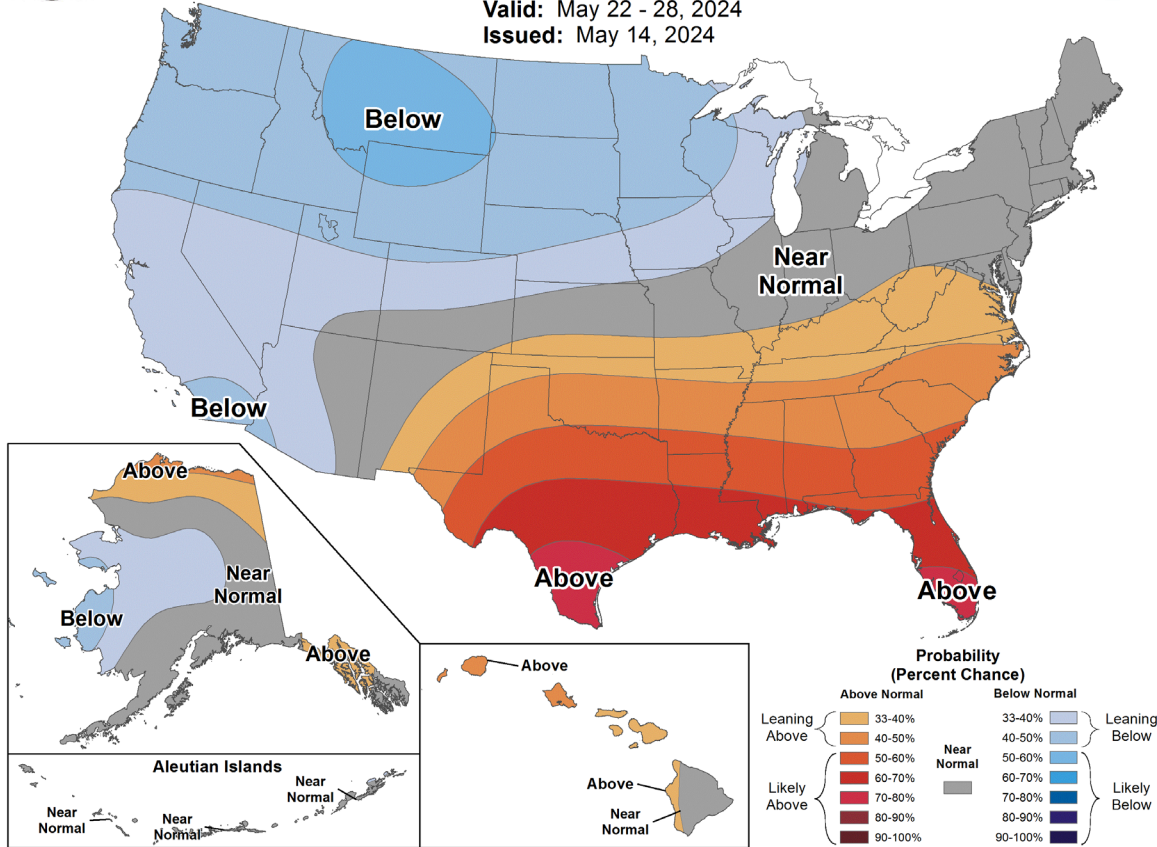 Valid: May 22 - 28, 2024
Issued: May 14, 2024
Below
Near
Normal
Below
Above
Above
Above
Near
Normal
Below
Above
Aleutian Islands
Near
Normal
Near
Normal
Near
Normal
Above
Above
Near
Normal
Probability
(Percent Chance)
Above Normal
Below Normal
Leaning
Above
33-40%
40-50%
Likely
Above
50-60%
60-70%
70-80%
80-90%
90-100%
Near
Normal
33-40%
40-50%
Leaning
Below
50-60%
60-70%
70-80%
80-90%
90-100%
Likely
Below